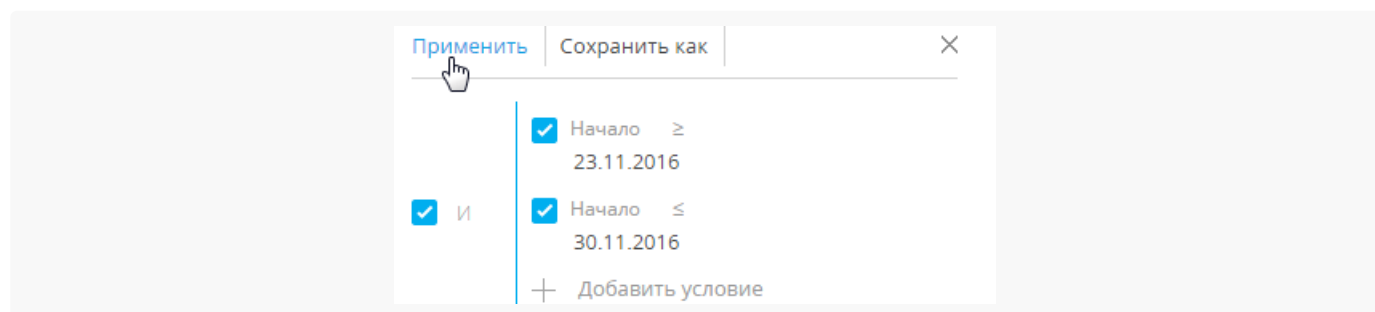 Применить Сохранить как
Начало ≥
23.11.2016
И
Начало ≤
30.11.2016
Добавить условие